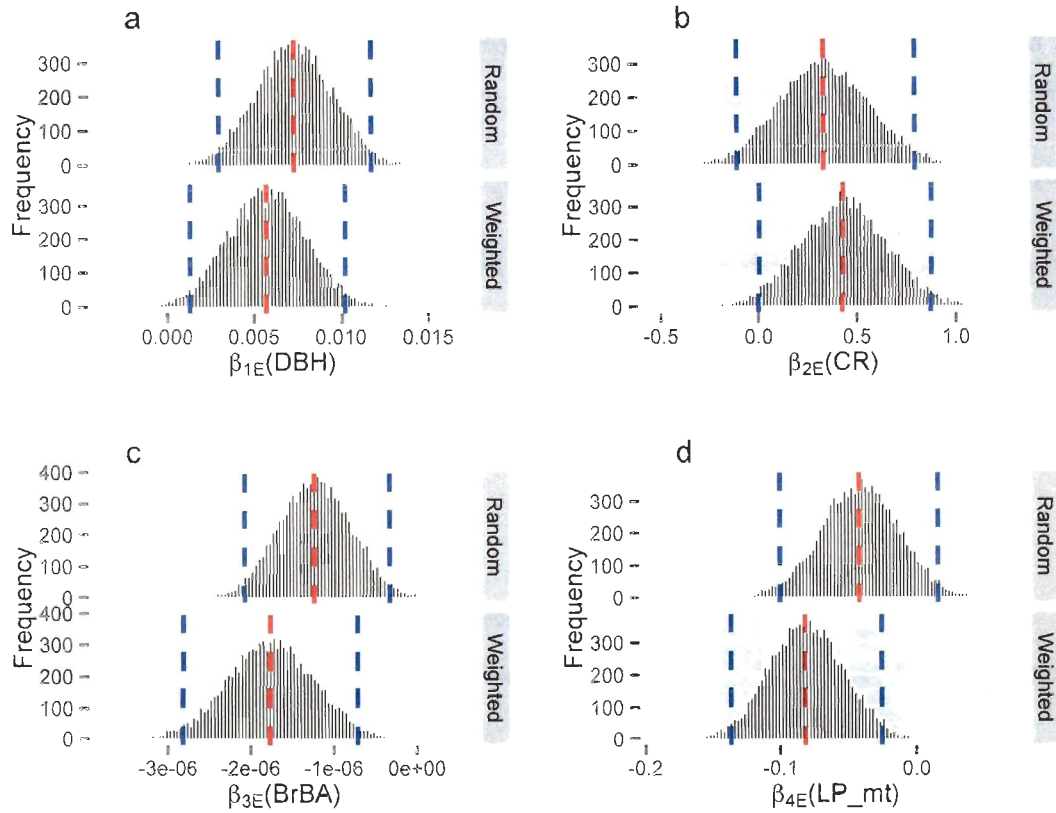 a
Frequency
300
200
100
0
Random
300
200
100
0
Weighted
0.000 0.005 0.010 0.015
β1E(DBH)
b
Frequency
300
200
100
0
Random
300
200
100
0
Weighted
-0.5 0.0 0.5 1.0
β2E(CR)
c
Frequency
400
300
200
100
0
Random
400
300
200
100
0
Weighted
-3e-06 -2e-06 -1e-06 0e+00
β3E(BrBA)
d
Frequency
300
200
100
0
Random
300
200
100
0
Weighted
-0.2 -0.1 0.0
β4E(LP_mt)